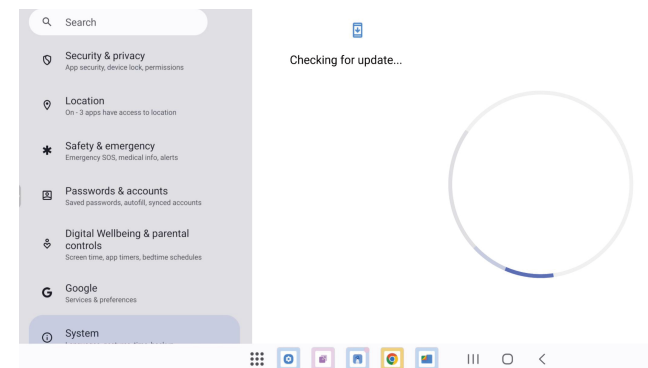 Search
Security & privacy
App security, device lock, permissions
Location
On - 3 apps have access to location
Safety & emergency
Emergency SOS, medical info, alerts
Passwords & accounts
Saved passwords, autofill, synced accounts
Digital Wellbeing & parental
controls
Screen time, app timers, bedtime schedules
Google
Services & preferences
System
Checking for update...